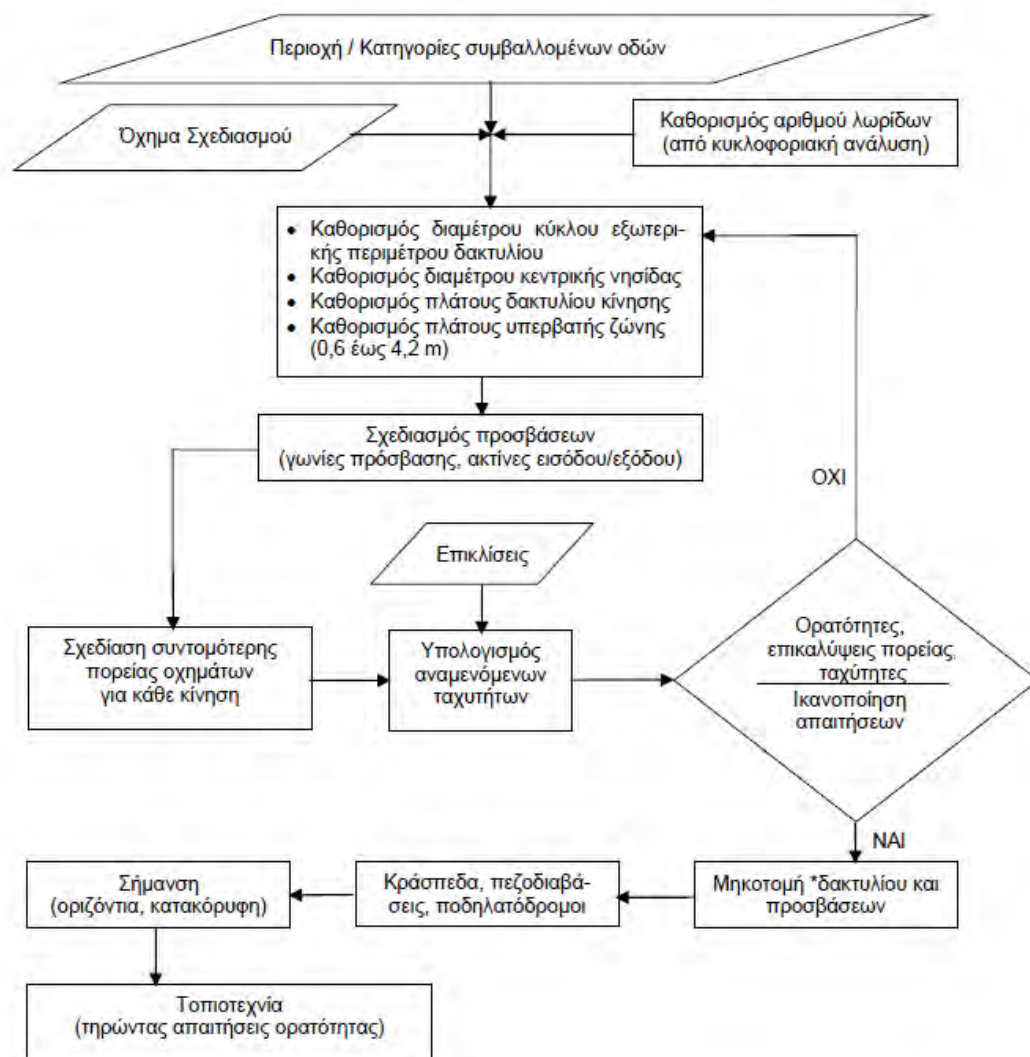 Περιοχή / Κατηγορίες συμβαλλομένων οδών
Όχημα Σχεδιασμού
Καθορισμός αριθμού λωρίδων
(από κυκλοφοριακή ανάλυση)
• Καθορισμός διαμέτρου κύκλου εξωτερι-
κής περιμέτρου δακτυλίου
• Καθορισμός διαμέτρου κεντρικής νησίδας
• Καθορισμός πλάτους δακτυλίου κίνησης
• Καθορισμός πλάτους υπερβατής ζώνης
(0,6 έως 4,2 m)
Σχεδιασμός προσβάσεων
(γωνίες πρόσβασης, ακτίνες εισόδου/εξόδου)
ΟΧΙ
Επικλίσεις
Σχεδίαση συντομότερης
πορείας οχημάτων
για κάθε κίνηση
Υπολογισμός
αναμενόμενων
ταχυτήτων
Ορατότητες,
επικαλύψεις πορείας,
ταχύτητες
Ικανοποίηση
απαιτήσεων
ΝΑΙ
Μηκοτομή *δακτυλίου και
προσβάσεων
Κράσπεδα, πεζοδιαβά-
σεις, ποδηλατόδρομοι
Σήμανση
(οριζόντια, κατακόρυφη)
Τοπιοτεχνία
(τηρώντας απαιτήσεις ορατότητας)